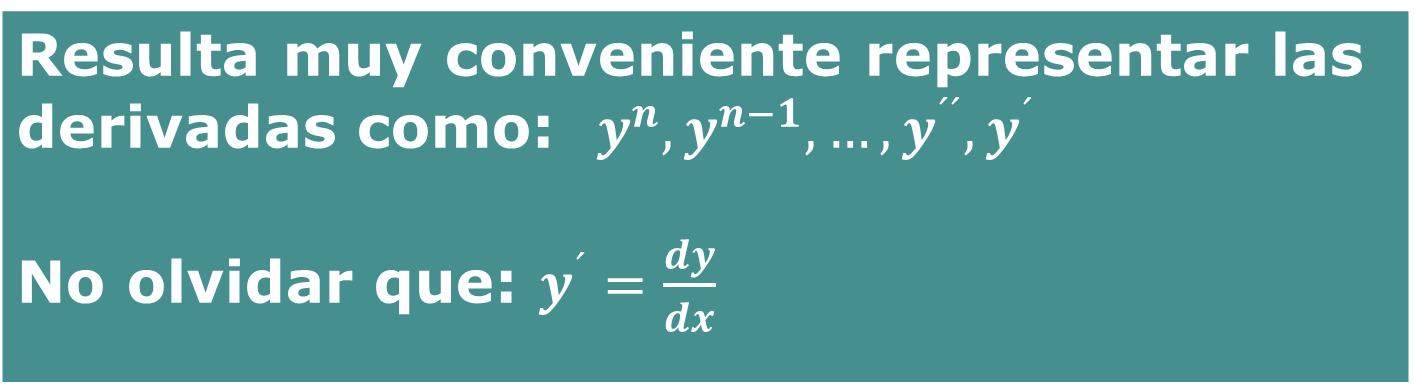 Resulta muy conveniente representar las
derivadas como: yⁿ, yⁿ⁻¹, ..., y´´, y´
No olvidar que: y´ = dy/dx